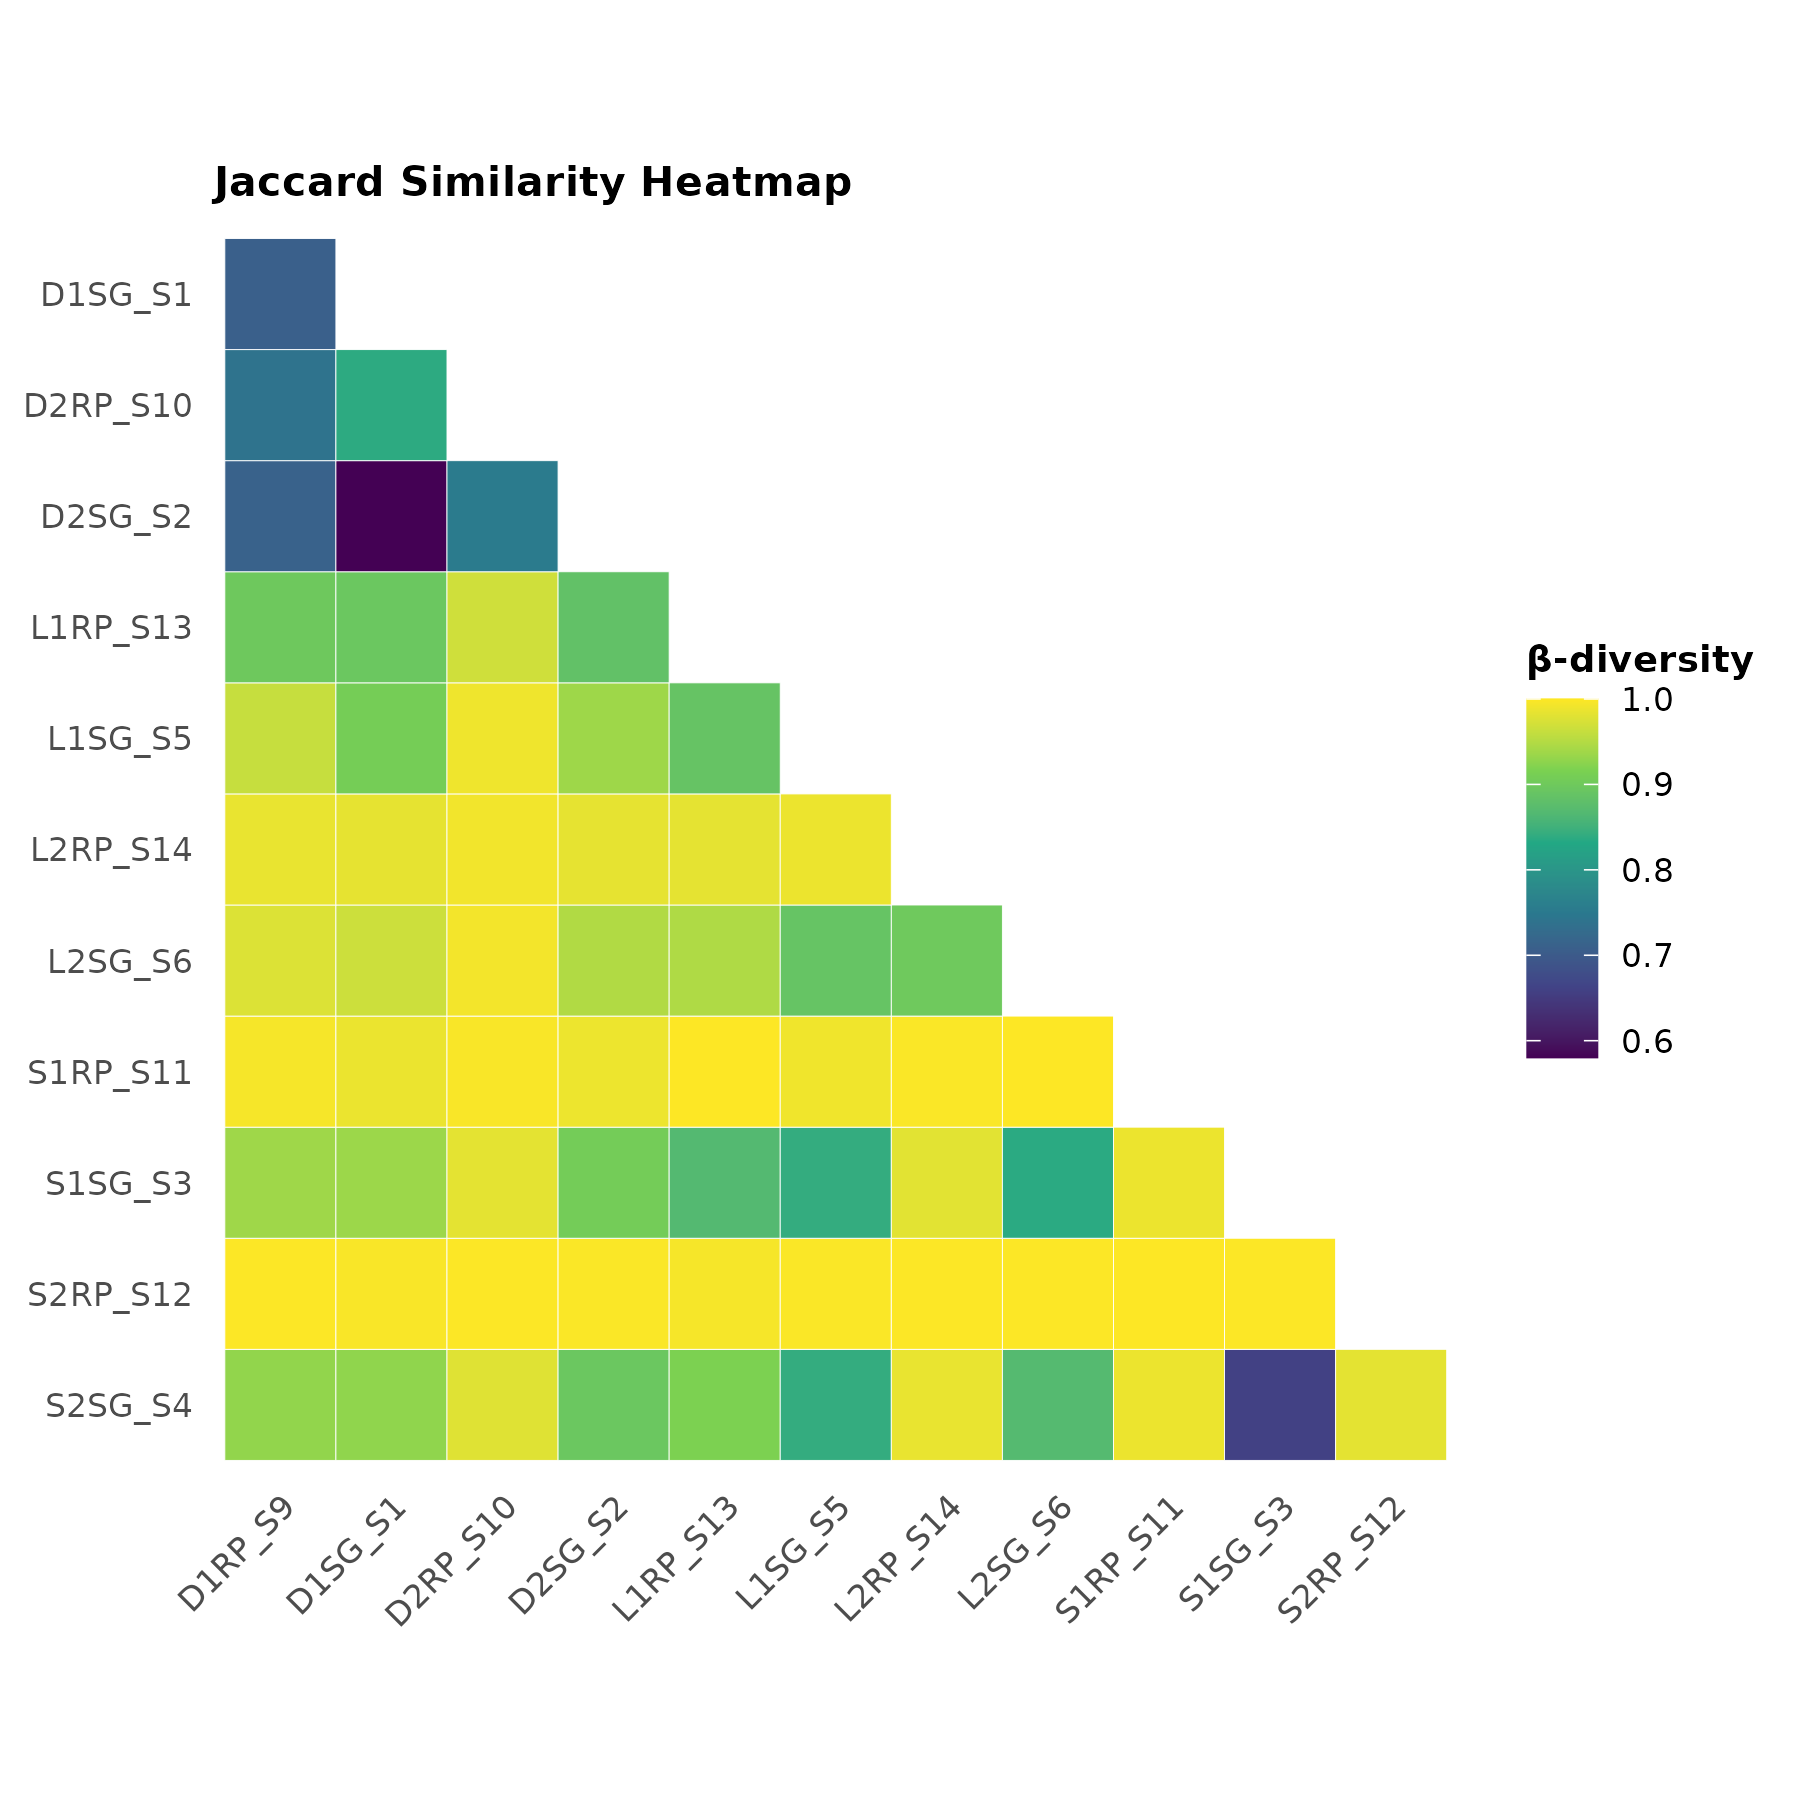 Jaccard Similarity Heatmap
D1SG_S1
D2RP_S10
D2SG_S2
L1RP_S13
L1SG_S5
L2RP_S14
L2SG_S6
S1RP_S11
S1SG_S3
S2RP_S12
S2SG_S4
D1RP_S9
D1SG_S1
D2RP_S10
D2SG_S2
L1RP_S13
L1SG_S5
L2RP_S14
L2SG_S6
S1RP_S11
S1SG_S3
S2RP_S12
β-diversity
1.0
0.9
0.8
0.7
0.6